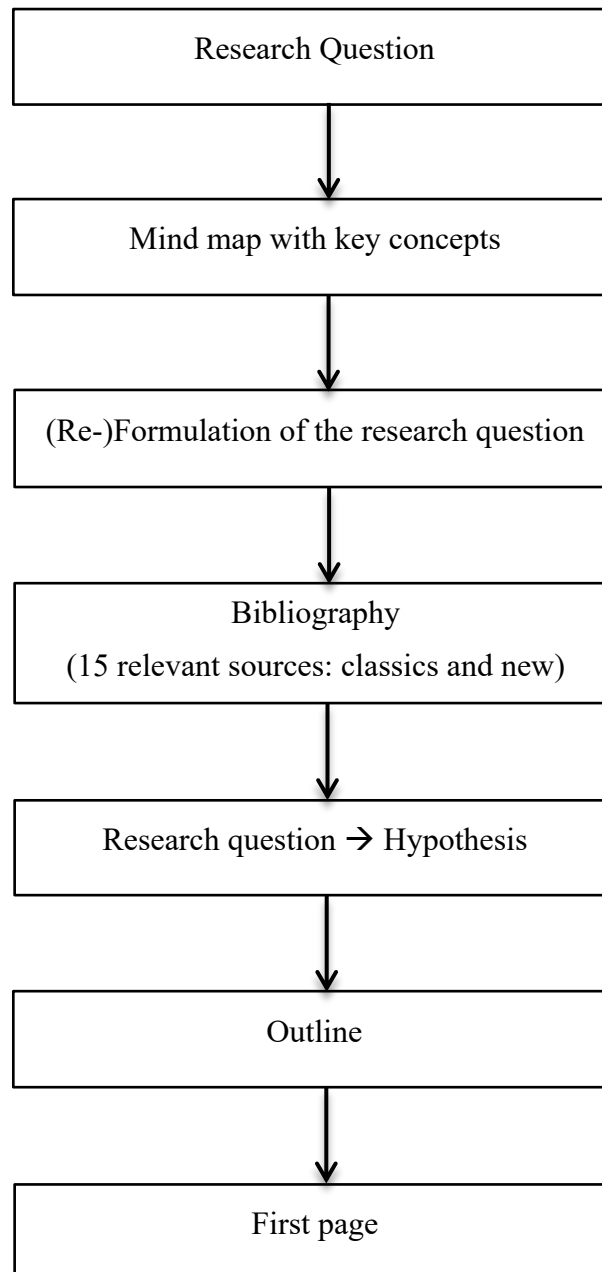 Research Question
Mind map with key concepts
(Re-)Formulation of the research question
Bibliography
(15 relevant sources: classics and new)
Research question → Hypothesis
Outline
First page